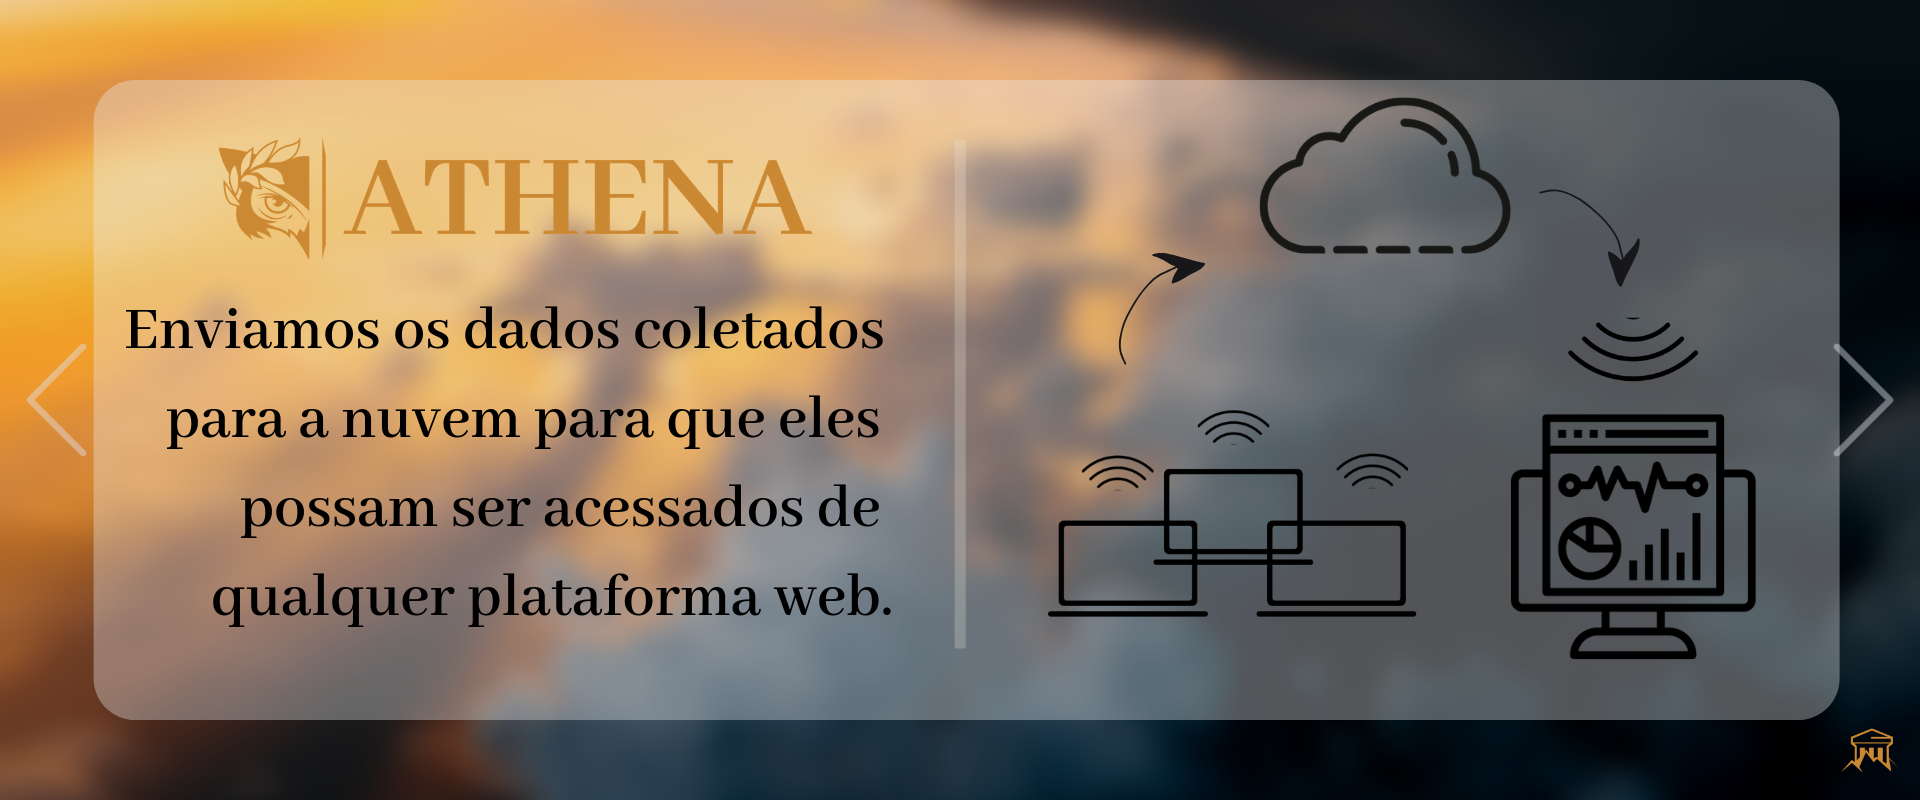 ATHENA
Enviamos os dados coletados
para a nuvem para que eles
possam ser acessados de
qualquer plataforma web.